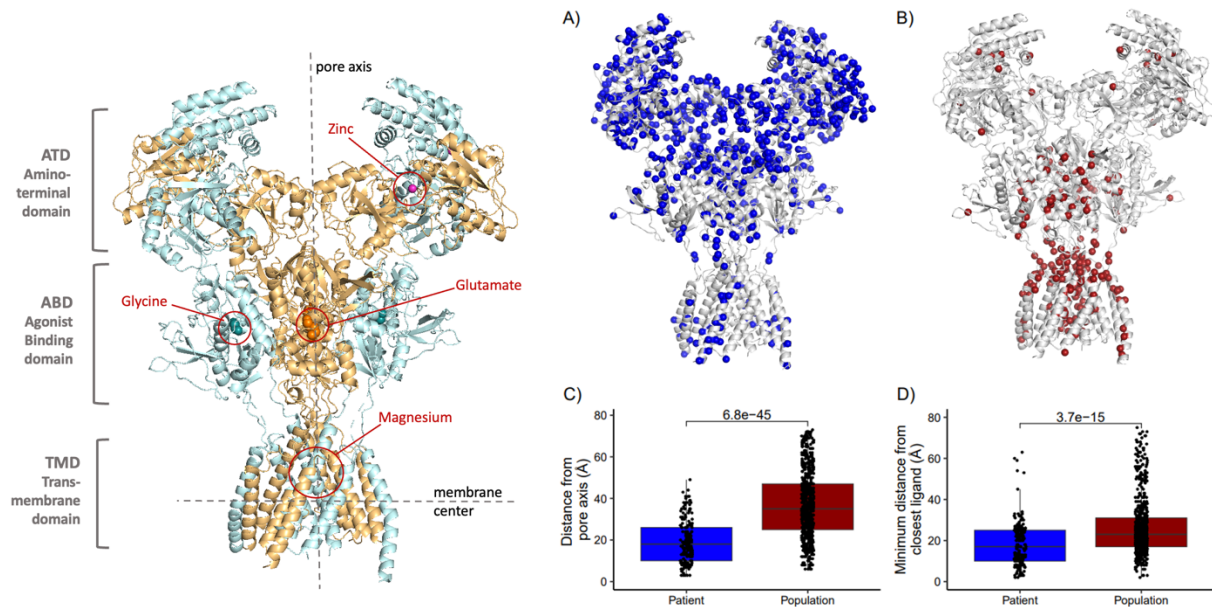 pore axis
Zinc
ATD
Amino-
terminal
domain
Glycine
Glutamate
ABD
Agonist
Binding
domain
Magnesium
TMD
Trans-
membrane
domain
membrane
center
A)
B)
C)
6.8e−45
Distance from
pore axis (Å)
80
60
40
20
0
Patient
Population
D)
3.7e−15
Minimum distance from
closest ligand (Å)
80
60
40
20
0
Patient
Population